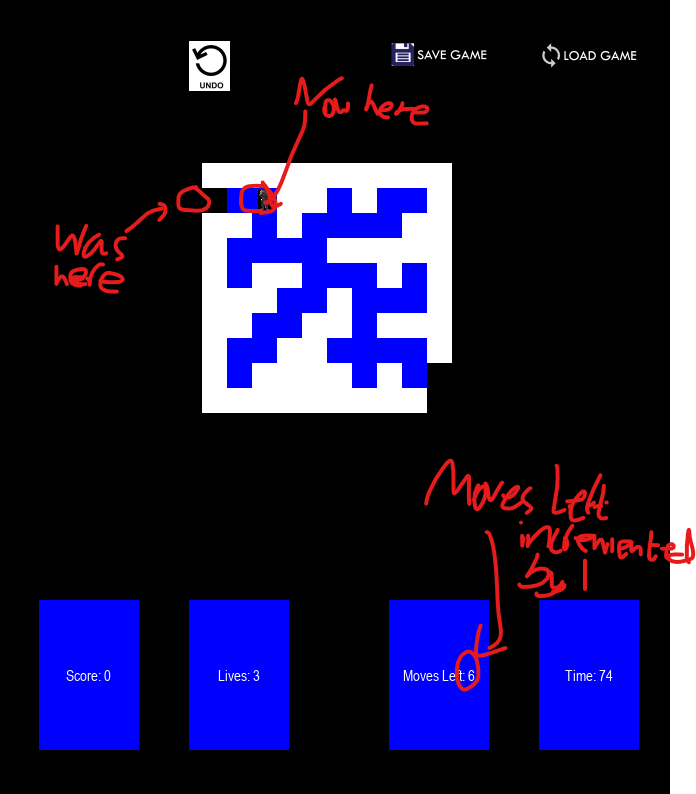 SAVE GAME
LOAD GAME
UNDO
Now here
Was
here
Moves Left
incremented
by 1
Score: 0
Lives: 3
Moves Left: 6
Time: 74